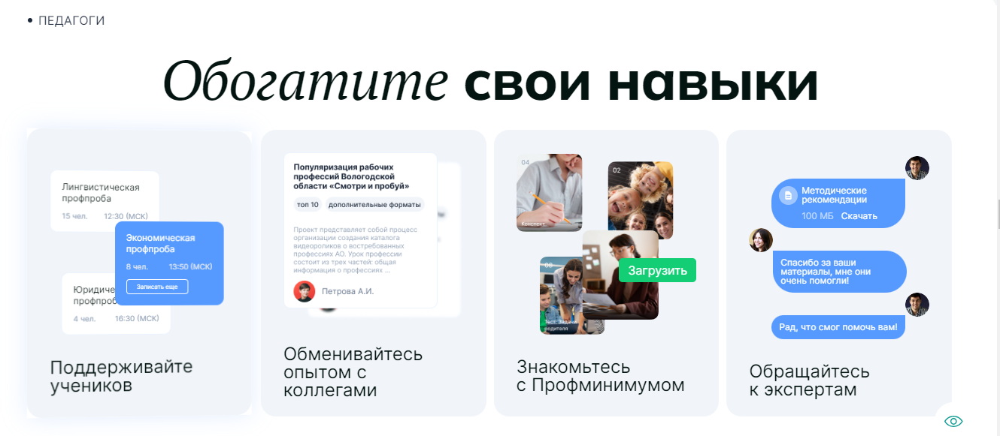 • ПЕДАГОГИ
Обогатите свои навыки
Лингвистическая
профпроба
15 чел. 12:30 (МСК)
Экономическая
профпроба
8 чел. 13:50 (МСК)
Записать еще
4 чел. 16:30 (МСК)
Поддерживайте
учеников
Популяризация рабочих
профессий Вологодской
области «Смотри и пробуй»
топ 10 дополнительные форматы
Проект представляет собой процесс
организации создания каталога
видеороликов о востребованных
профессиях АО. Урок профессии
состоит из трех частей: общая
информация о профессиях ...
Петрова А.И.
Обменивайтесь
опытом с
коллегами
04
Конспект
02
Загрузить
Тест. Задачи
родителя
Знакомьтесь
с Профминимумом
Методические
рекомендации
100 МБ Скачать
Спасибо за ваши
материалы, мне они
очень помогли!
Рад, что смог помочь вам!
Обращайтесь
к экспертам